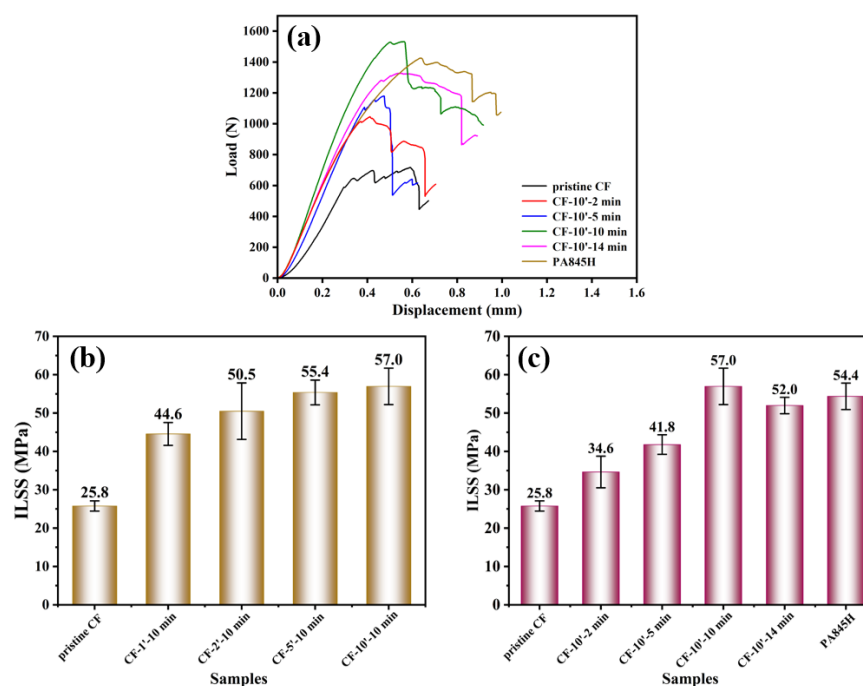 (a)
1600
1400
1200
1000
800
600
400
200
0
Load (N)
pristine CF
CF-10'-2 min
CF-10'-5 min
CF-10'-10 min
CF-10'-14 min
PA845H
0.0 0.2 0.4 0.6 0.8 1.0 1.2 1.4 1.6
Displacement (mm)
(b)
70
60
50
40
30
20
10
0
ILSS (MPa)
25.8
44.6
50.5
55.4
57.0
pristine CF
CF-1'-10 min
CF-2'-10 min
CF-5'-10 min
CF-10'-10 min
Samples
(c)
70
60
50
40
30
20
10
0
ILSS (MPa)
25.8
34.6
41.8
57.0
52.0
54.4
pristine CF
CF-10'-2 min
CF-10'-5 min
CF-10'-10 min
CF-10'-14 min
PA845H
Samples